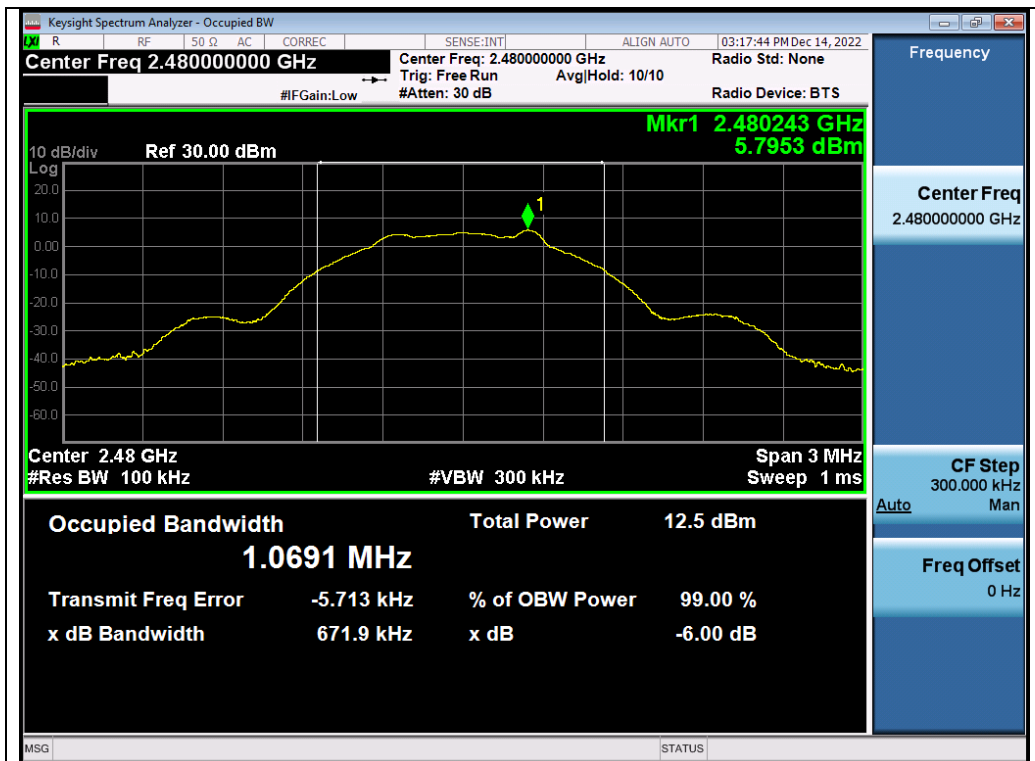 Keysight Spectrum Analyzer - Occupied BW
LXI R RF 50 Ω AC CORREC SENSE:INT ALIGN AUTO 03:17:44 PM Dec 14, 2022
Center Freq 2.480000000 GHz
Center Freq: 2.480000000 GHz
Radio Std: None
Trig: Free Run Avg|Hold: 10/10
#IFGain:Low
#Atten: 30 dB
Radio Device: BTS
Mkr1 2.480243 GHz
5.7953 dBm
10 dB/div Ref 30.00 dBm
Log
20.0
10.0
0.00
-10.0
-20.0
-30.0
-40.0
-50.0
-60.0
1
Center 2.48 GHz Span 3 MHz
#Res BW 100 kHz #VBW 300 kHz Sweep 1 ms
Occupied Bandwidth Total Power 12.5 dBm
1.0691 MHz
Transmit Freq Error -5.713 kHz % of OBW Power 99.00 %
x dB Bandwidth 671.9 kHz x dB -6.00 dB
Frequency
Center Freq
2.480000000 GHz
CF Step
300.000 kHz
Auto Man
Freq Offset
0 Hz
MSG STATUS